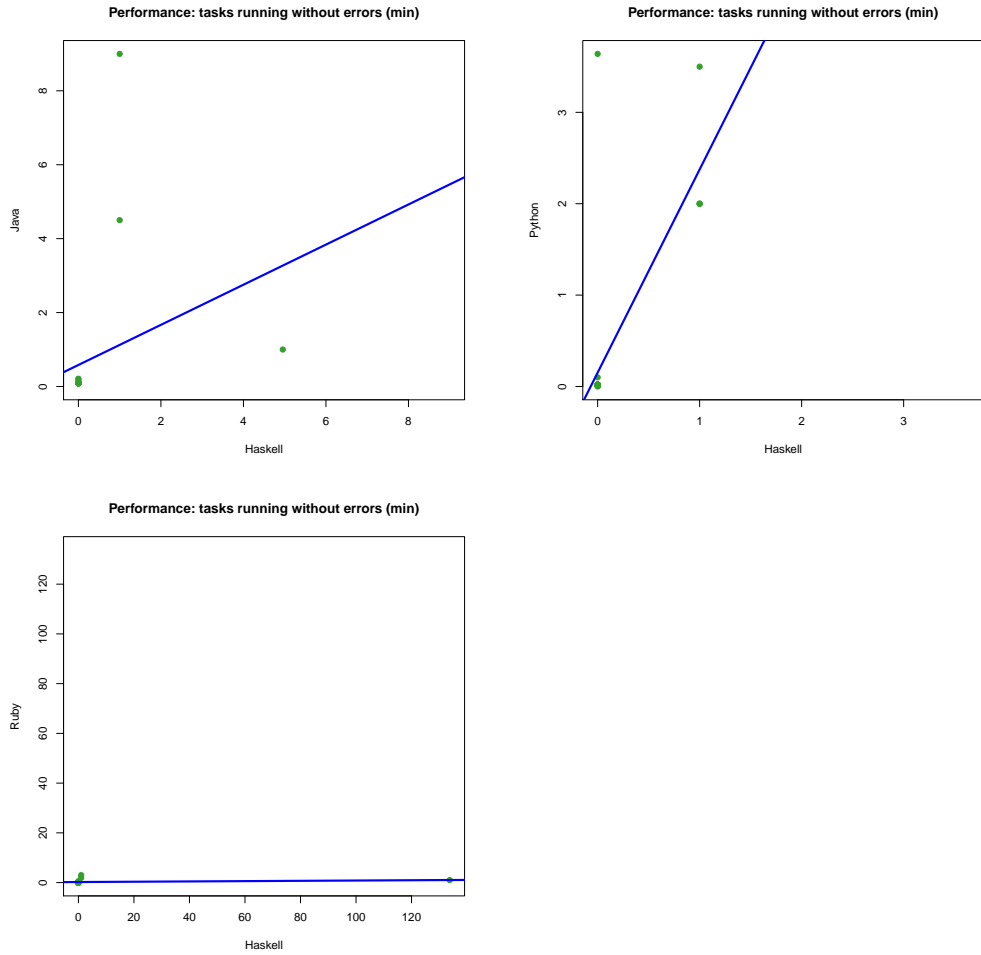 Performance: tasks running without errors (min)
8
6
4
2
0
Java
0 2 4 6 8
Haskell
Performance: tasks running without errors (min)
3
2
1
0
Python
0 1 2 3
Haskell
Performance: tasks running without errors (min)
120
100
80
60
40
20
0
Ruby
0 20 40 60 80 100 120
Haskell